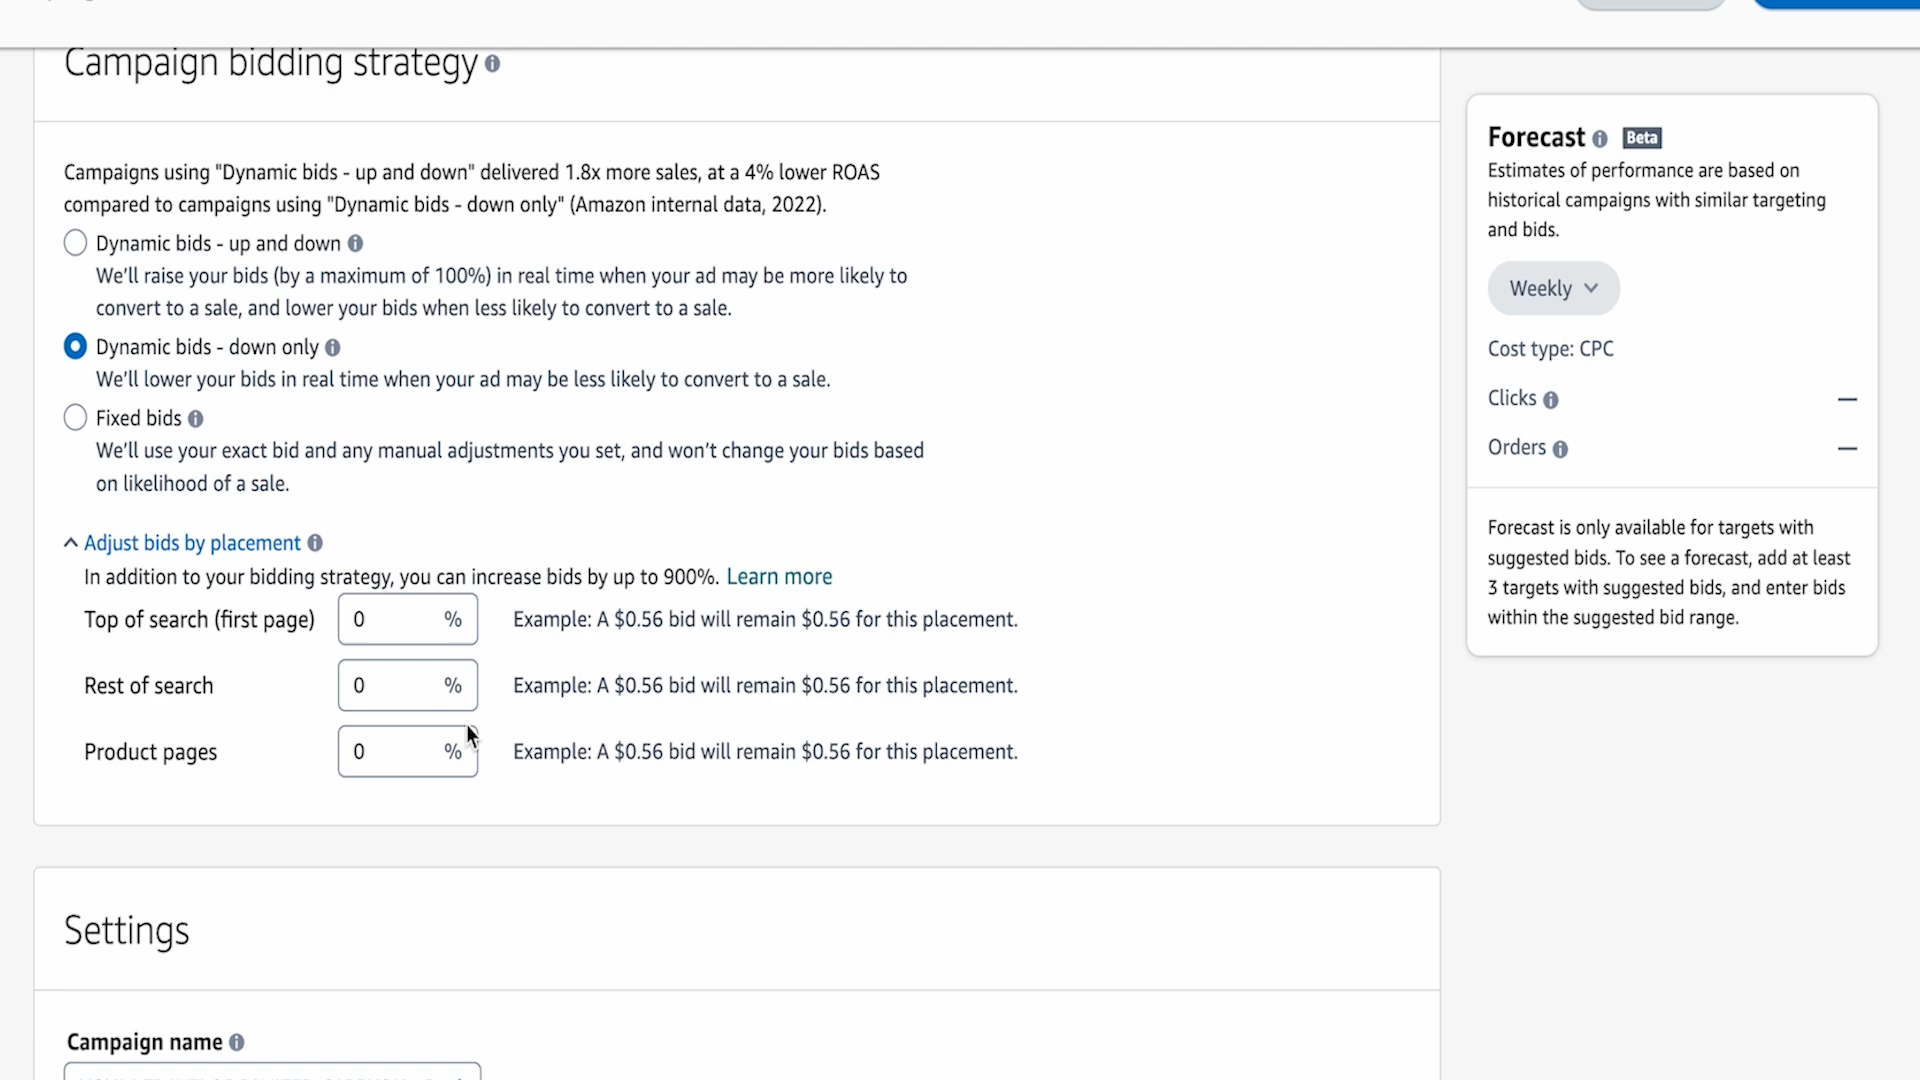 Campaign bidding strategy
Campaigns using "Dynamic bids - up and down" delivered 1.8x more sales, at a 4% lower ROAS
compared to campaigns using "Dynamic bids - down only" (Amazon internal data, 2022).
Dynamic bids - up and down
We'll raise your bids (by a maximum of 100%) in real time when your ad may be more likely to
convert to a sale, and lower your bids when less likely to convert to a sale.
Dynamic bids - down only
We'll lower your bids in real time when your ad may be less likely to convert to a sale.
Fixed bids
We'll use your exact bid and any manual adjustments you set, and won't change your bids based
on likelihood of a sale.
Adjust bids by placement
In addition to your bidding strategy, you can increase bids by up to 900%. Learn more
Top of search (first page) 0 % Example: A $0.56 bid will remain $0.56 for this placement.
Rest of search 0 % Example: A $0.56 bid will remain $0.56 for this placement.
Product pages 0 % Example: A $0.56 bid will remain $0.56 for this placement.
Settings
Campaign name
Forecast Beta
Estimates of performance are based on
historical campaigns with similar targeting
and bids.
Weekly
Cost type: CPC
Clicks —
Orders —
Forecast is only available for targets with
suggested bids. To see a forecast, add at least
3 targets with suggested bids, and enter bids
within the suggested bid range.